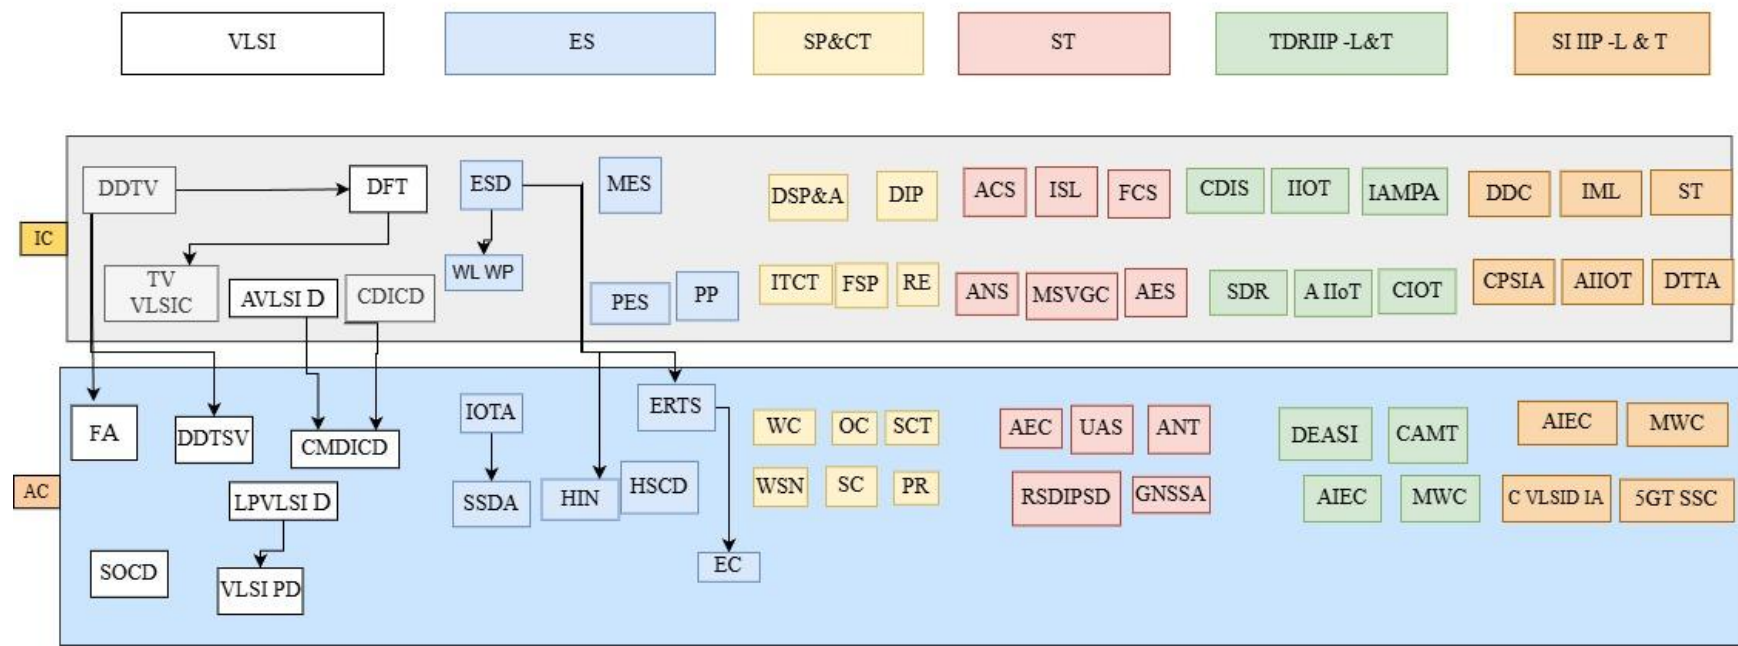 VLSI
ES
SP&CT
ST
TDRIIP -L&T
SI IIP -L & T
IC
DDTV
DFT
ESD
MES
DSP&A
DIP
ACS
ISL
FCS
CDIS
IIOT
IAMPA
DDC
IML
ST
TV
VLSIC
AVLSI D
CDICD
WL WP
PES
PP
ITCT
FSP
RE
ANS
MSVGC
AES
SDR
A IIoT
CIOT
CPSIA
AIIOT
DTTA
AC
FA
DDTSV
CMDICD
IOTA
ERTS
WC
OC
SCT
AEC
UAS
ANT
DEASI
CAMT
AIEC
MWC
LPVLSI D
SSDA
HIN
HSCD
WSN
SC
PR
RSDIPSD
GNSSA
AIEC
MWC
C VLSID IA
5GT SSC
SOCD
VLSI PD
EC